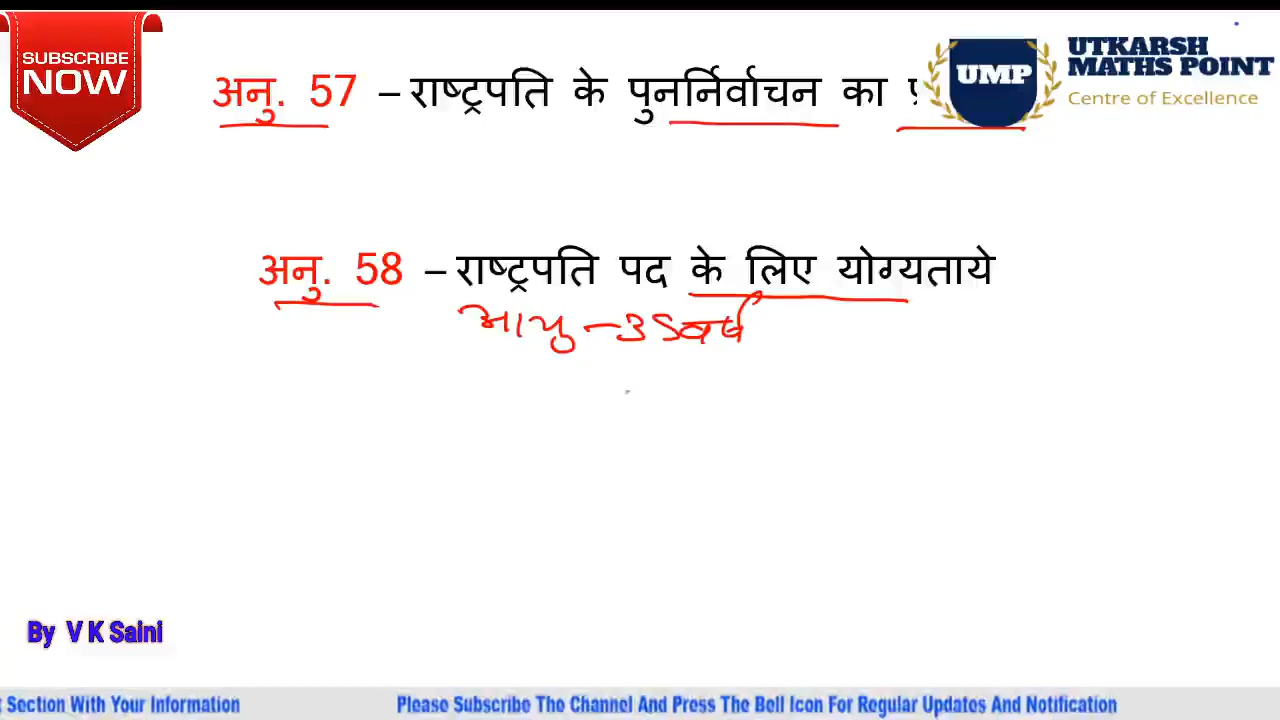 SUBSCRIBE
NOW
अनु. 57 – राष्ट्रपति के पुनर्निर्वाचन का
UMP
UTKARSH
MATHS POINT
Centre of Excellence
अनु. 58 – राष्ट्रपति पद के लिए योग्यताये
आयु – 35 वर्ष
By V K Saini
t Section With Your Information Please Subscribe The Channel And Press The Bell Icon For Regular Updates And Notification